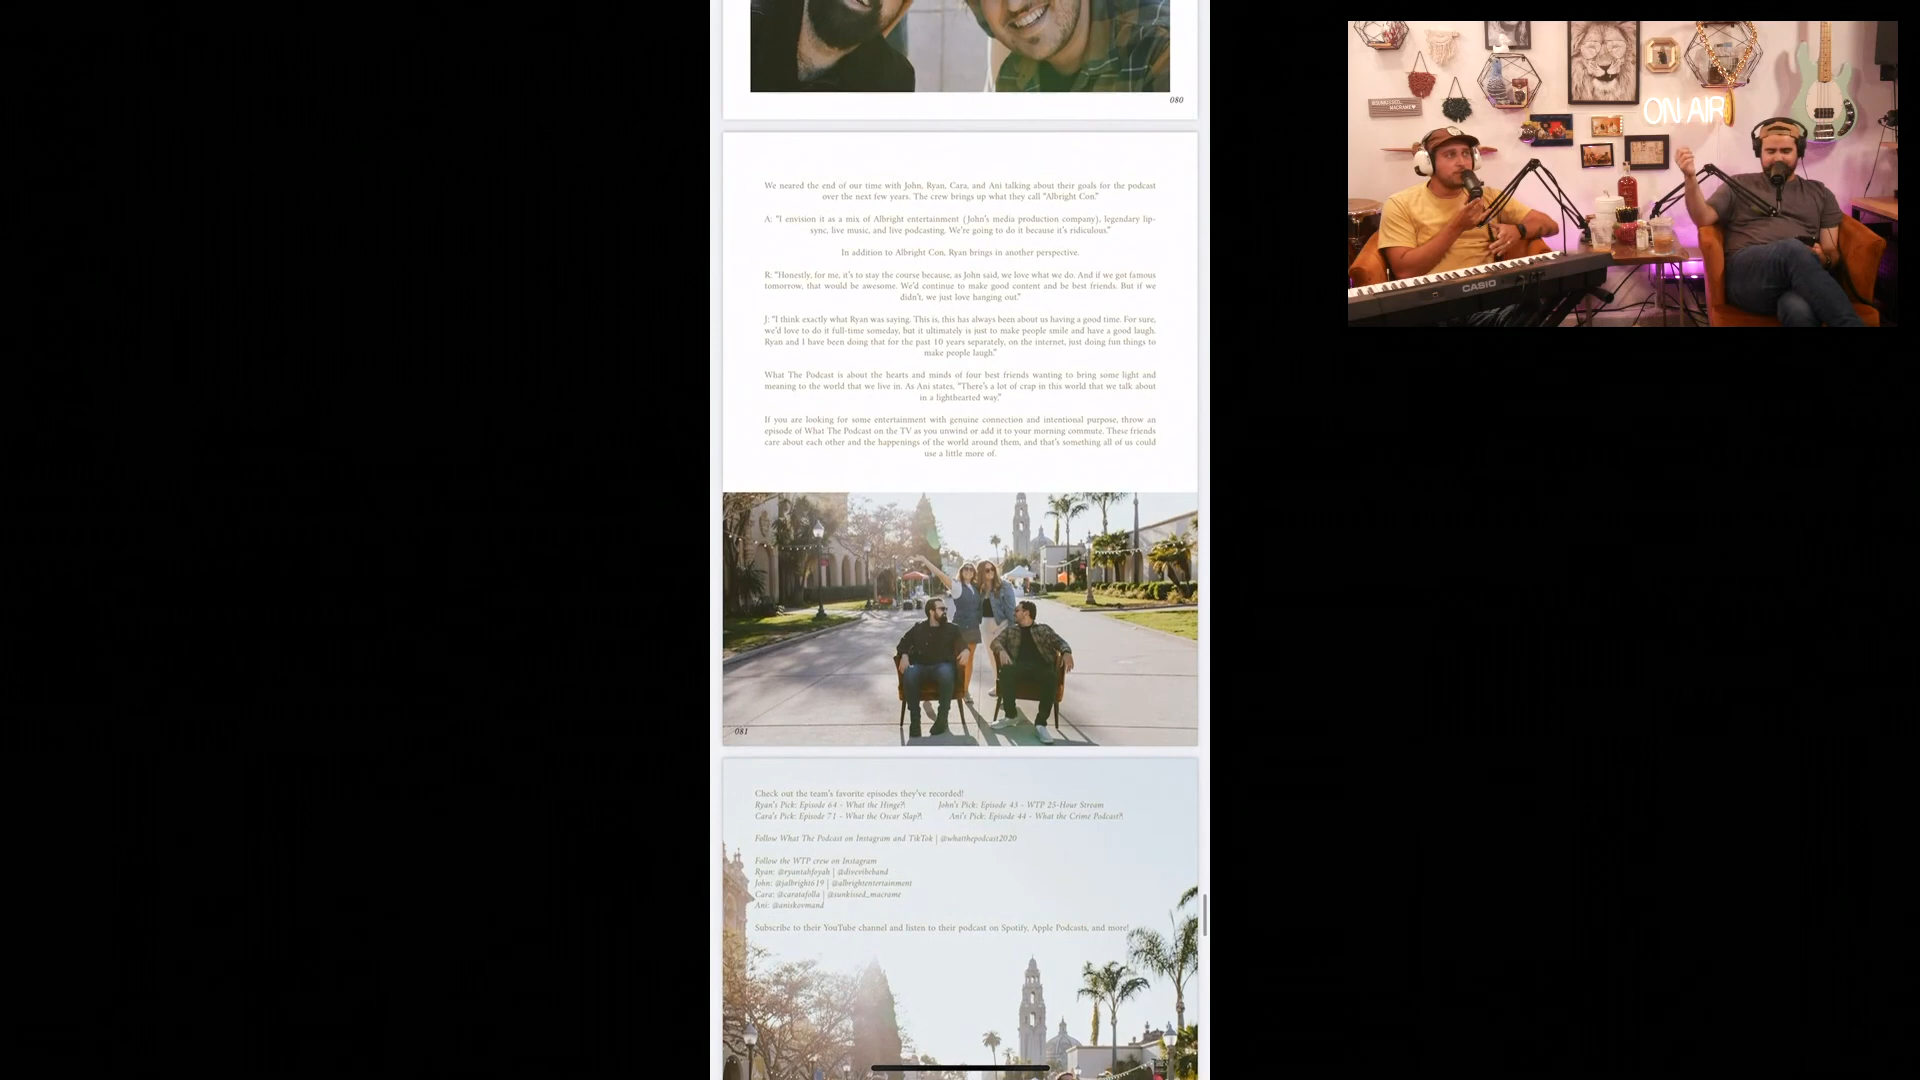 080
We neared the end of our time with John, Ryan, Cara, and Ani talking about their goals for the podcast
over the next few years. The crew brings up what they call "Albright Con."
A: "I envision it as a mix of Albright entertainment (John's media production company), legendary lip-
sync, live music, and live podcasting. We're going to do it because it's ridiculous."
In addition to Albright Con, Ryan brings in another perspective.
R: "Honestly, for me, it's to stay the course because, as John said, we love what we do. And if we got famous
tomorrow, that would be awesome. We'd continue to make good content and be best friends. But if we
didn't, we just love hanging out."
J: "I think exactly what Ryan was saying. This is, this has always been about us having a good time. For sure,
we'd love to do it full-time someday, but it ultimately is just to make people smile and have a good laugh.
Ryan and I have been doing that for the past 10 years separately, on the internet, just doing fun things to
make people laugh."
What The Podcast is about the hearts and minds of four best friends wanting to bring some light and
meaning to the world that we live in. As Ani states, "There's a lot of crap in this world that we talk about
in a lighthearted way."
If you are looking for some entertainment with genuine connection and intentional purpose, throw an
episode of What The Podcast on the TV as you unwind or add it to your morning commute. These friends
care about each other and the happenings of the world around them, and that's something all of us could
use a little more of.
081
Check out the team's favorite episodes they've recorded!
Ryan's Pick: Episode 64 - What the Hinge?! John's Pick: Episode 43 - WTP 25-Hour Stream
Cara's Pick: Episode 71 - What the Oscar Slap?! Ani's Pick: Episode 44 - What the Crime Podcast?!
Follow What The Podcast on Instagram and TikTok | @whatthepodcast2020
Follow the WTP crew on Instagram
Ryan: @ryantahfoyah | @divevibeband
John: @jalbright619 | @albrightentertainment
Cara: @caratafolla | @sunkissed_macrame
Ani: @aniskovmand
Subscribe to their YouTube channel and listen to their podcast on Spotify, Apple Podcasts, and more!
ON AIR
SUNKISSED
MACRAME
CASIO